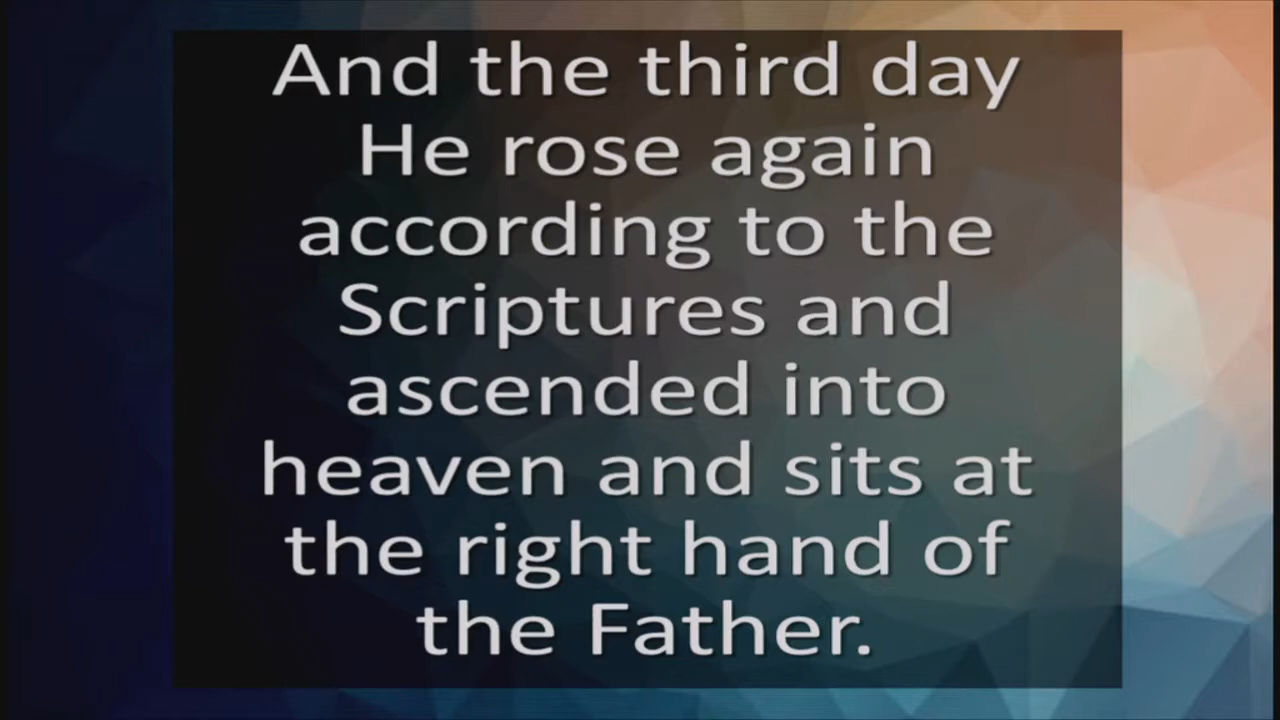 And the third day
He rose again
according to the
Scriptures and
ascended into
heaven and sits at
the right hand of
the Father.